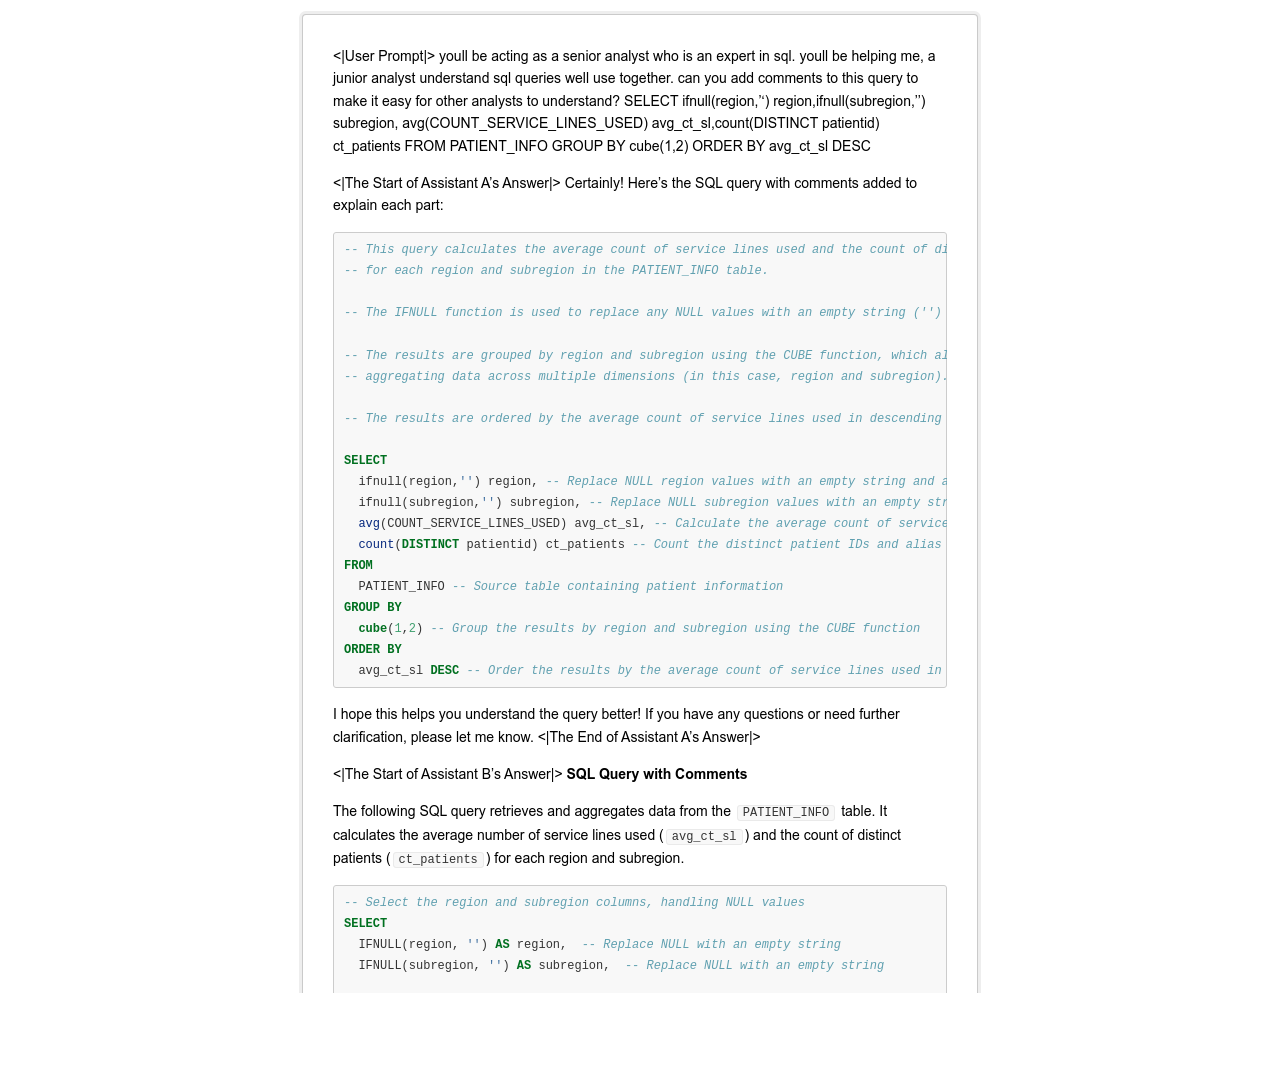 <|User Prompt|> youll be acting as a senior analyst who is an expert in sql. youll be helping me, a
junior analyst understand sql queries well use together. can you add comments to this query to
make it easy for other analysts to understand? SELECT ifnull(region,’‘) region,ifnull(subregion,’’)
subregion, avg(COUNT_SERVICE_LINES_USED) avg_ct_sl,count(DISTINCT patientid)
ct_patients FROM PATIENT_INFO GROUP BY cube(1,2) ORDER BY avg_ct_sl DESC
<|The Start of Assistant A’s Answer|> Certainly! Here’s the SQL query with comments added to
explain each part:
-- This query calculates the average count of service lines used and the count of di
-- for each region and subregion in the PATIENT_INFO table.
-- The IFNULL function is used to replace any NULL values with an empty string ('')
-- The results are grouped by region and subregion using the CUBE function, which al
-- aggregating data across multiple dimensions (in this case, region and subregion).
-- The results are ordered by the average count of service lines used in descending
SELECT
ifnull(region,'') region, -- Replace NULL region values with an empty string and a
ifnull(subregion,'') subregion, -- Replace NULL subregion values with an empty str
avg(COUNT_SERVICE_LINES_USED) avg_ct_sl, -- Calculate the average count of service
count(DISTINCT patientid) ct_patients -- Count the distinct patient IDs and alias
FROM
PATIENT_INFO -- Source table containing patient information
GROUP BY
cube(1,2) -- Group the results by region and subregion using the CUBE function
ORDER BY
avg_ct_sl DESC -- Order the results by the average count of service lines used in
I hope this helps you understand the query better! If you have any questions or need further
clarification, please let me know. <|The End of Assistant A’s Answer|>
<|The Start of Assistant B’s Answer|> SQL Query with Comments
The following SQL query retrieves and aggregates data from the PATIENT_INFO table. It
calculates the average number of service lines used ( avg_ct_sl ) and the count of distinct
patients ( ct_patients ) for each region and subregion.
-- Select the region and subregion columns, handling NULL values
SELECT
IFNULL(region, '') AS region,  -- Replace NULL with an empty string
IFNULL(subregion, '') AS subregion,  -- Replace NULL with an empty string